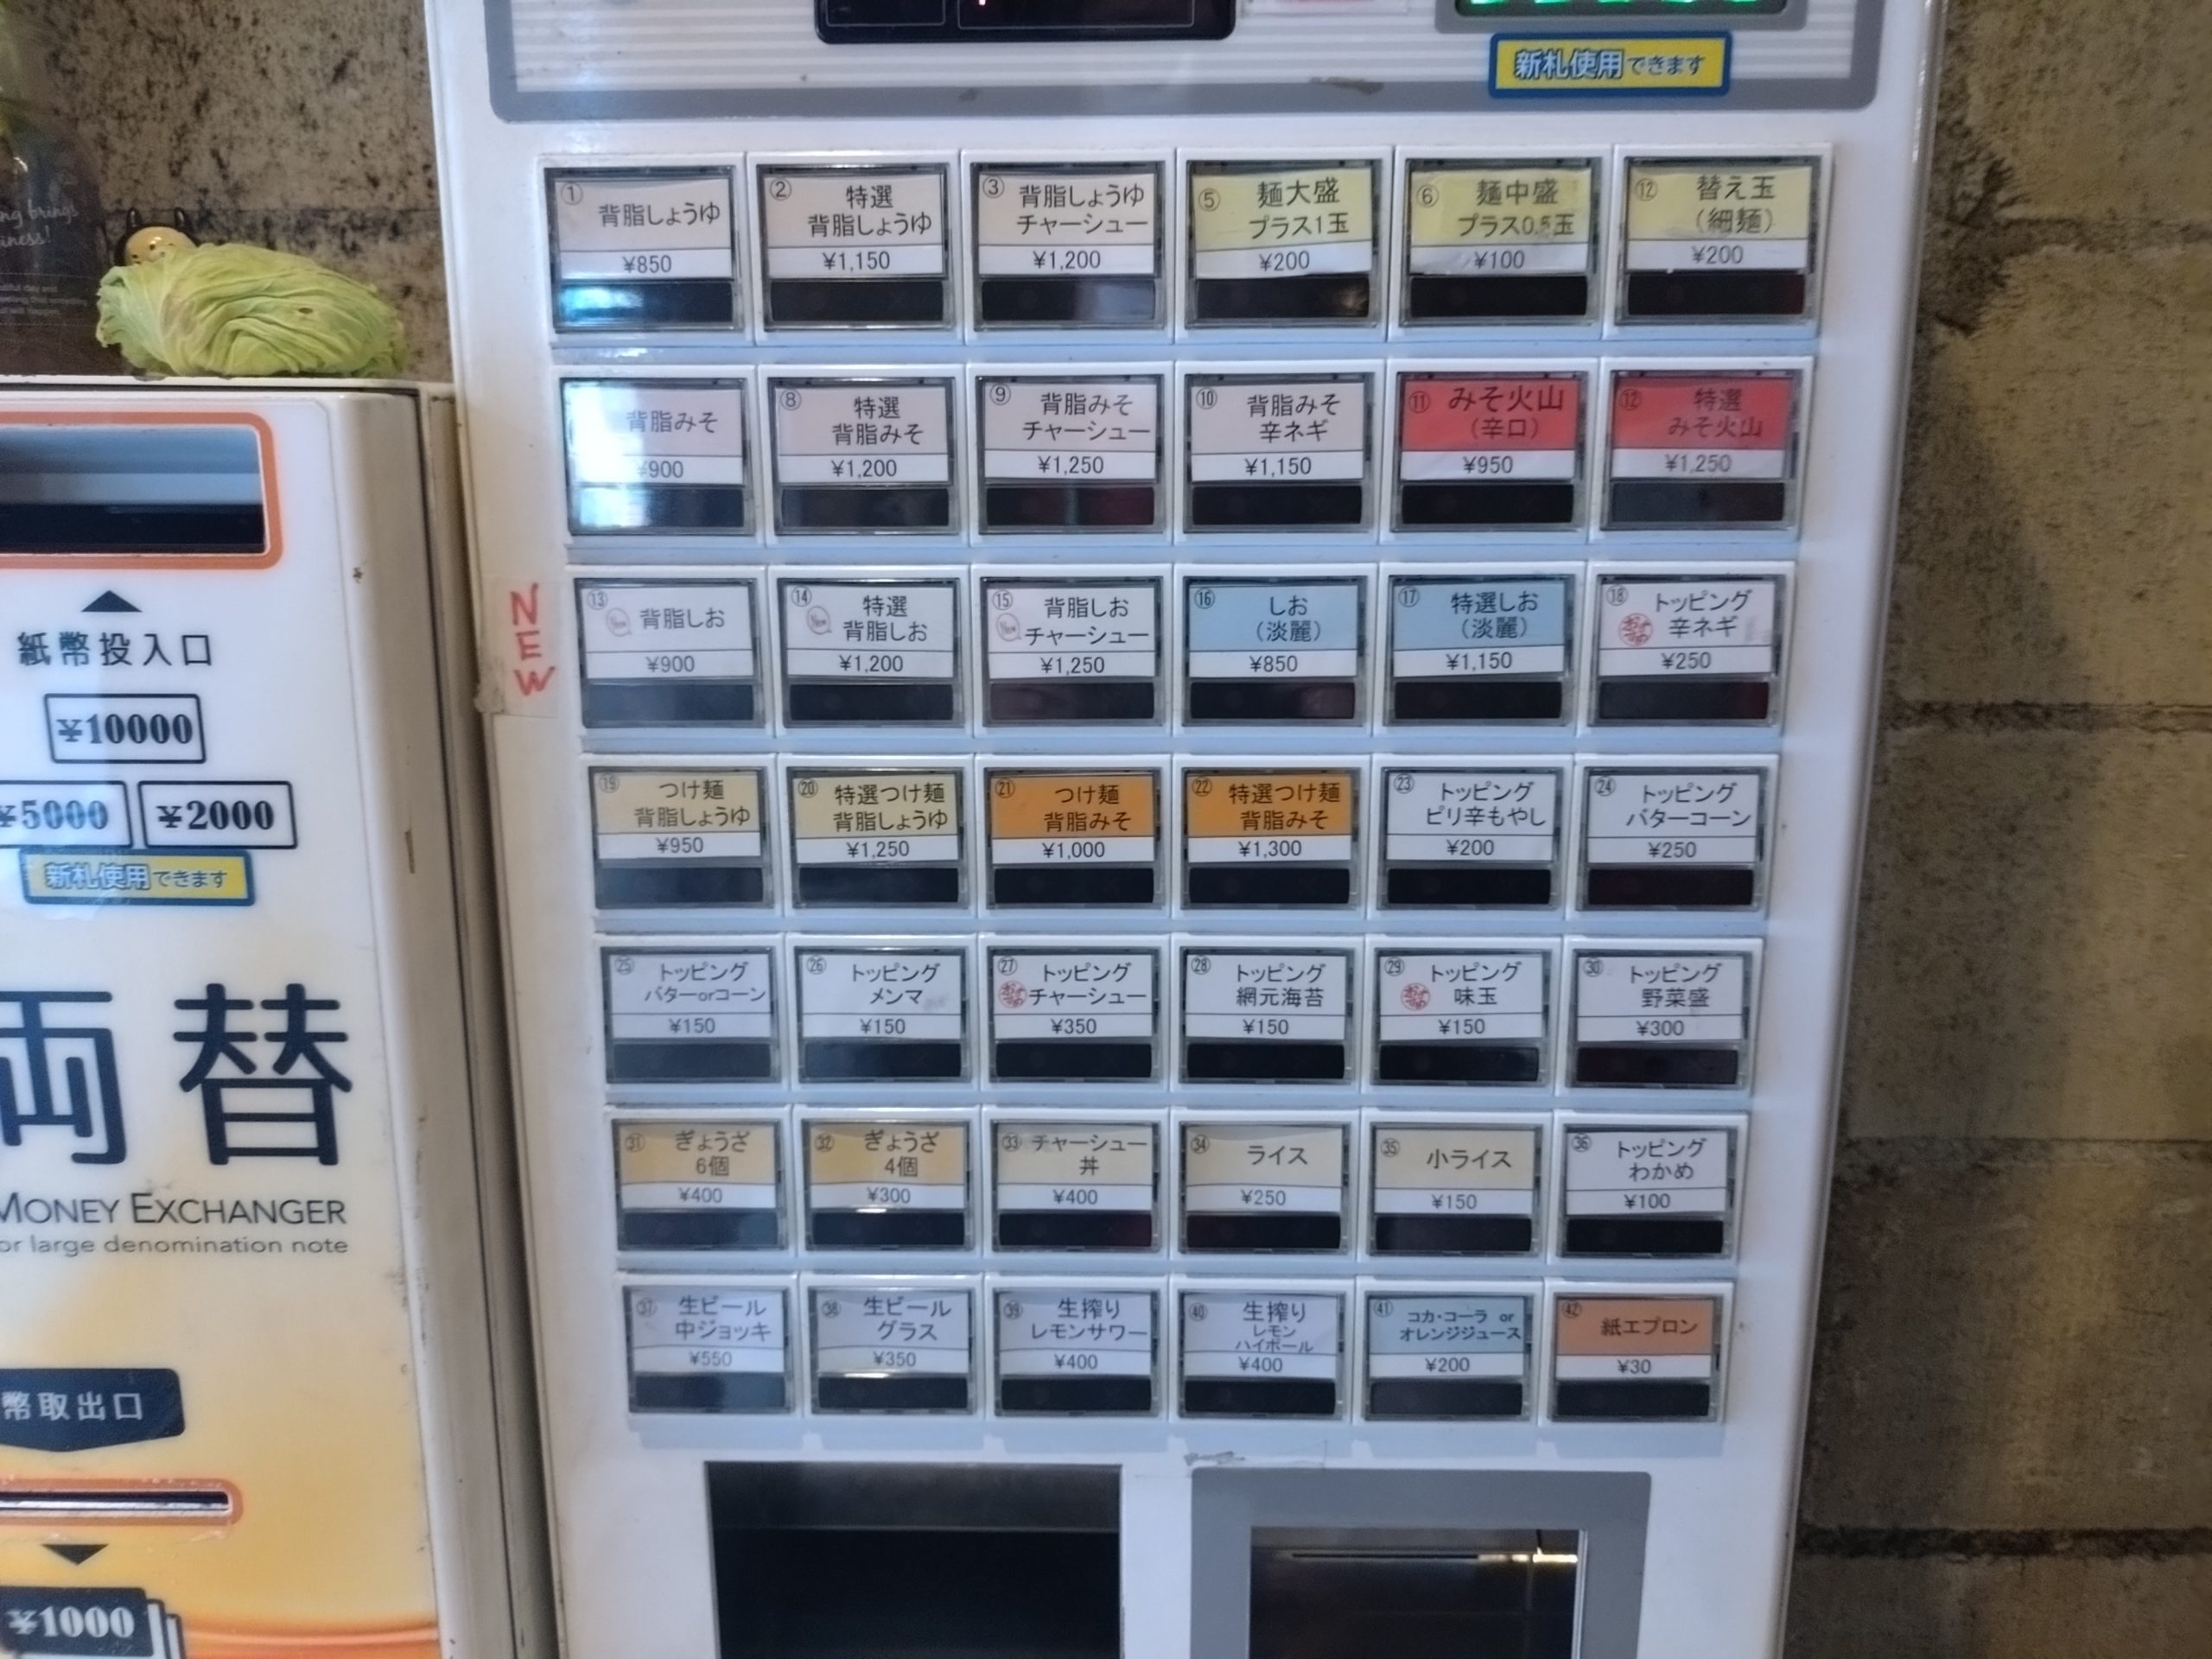 新札使用できます
① 背脂しょうゆ
¥850
② 特選
背脂しょうゆ
¥1,150
③ 背脂しょうゆ
チャーシュー
¥1,200
⑤ 麺大盛
プラス1玉
¥200
⑥ 麺中盛
プラス0.5玉
¥100
⑫ 替え玉
(細麺)
¥200
背脂みそ
¥900
⑧ 特選
背脂みそ
¥1,200
⑨ 背脂みそ
チャーシュー
¥1,250
⑩ 背脂みそ
辛ネギ
¥1,150
⑪ みそ火山
(辛口)
¥950
⑫ 特選
みそ火山
¥1,250
NEW
⑬ New 背脂しお
¥900
⑭ 特選
New 背脂しお
¥1,200
⑮ 背脂しお
New チャーシュー
¥1,250
⑯ しお
(淡麗)
¥850
⑰ 特選しお
(淡麗)
¥1,150
⑱ トッピング
辛ネギ
¥250
⑲ つけ麺
背脂しょうゆ
¥950
⑳ 特選つけ麺
背脂しょうゆ
¥1,250
㉑ つけ麺
背脂みそ
¥1,000
㉒ 特選つけ麺
背脂みそ
¥1,300
㉓ トッピング
ピリ辛もやし
¥200
㉔ トッピング
バターコーン
¥250
㉕ トッピング
バターorコーン
¥150
㉖ トッピング
メンマ
¥150
㉗ トッピング
チャーシュー
¥350
㉘ トッピング
網元海苔
¥150
㉙ トッピング
味玉
¥150
㉚ トッピング
野菜盛
¥300
㉛ ぎょうざ
6個
¥400
㉜ ぎょうざ
4個
¥300
㉝ チャーシュー
丼
¥400
㉞ ライス
¥250
㉟ 小ライス
¥150
㊱ トッピング
わかめ
¥100
㊲ 生ビール
中ジョッキ
¥550
㊳ 生ビール
グラス
¥350
㊴ 生搾り
レモンサワー
¥400
㊵ 生搾り
レモン
ハイボール
¥400
㊶ コカ・コーラ or
オレンジジュース
¥200
㊷ 紙エプロン
¥30
紙幣投入口
¥10000
¥5000 ¥2000
新札使用できます
両替
MONEY EXCHANGER
or large denomination note
幣取出口
¥1000